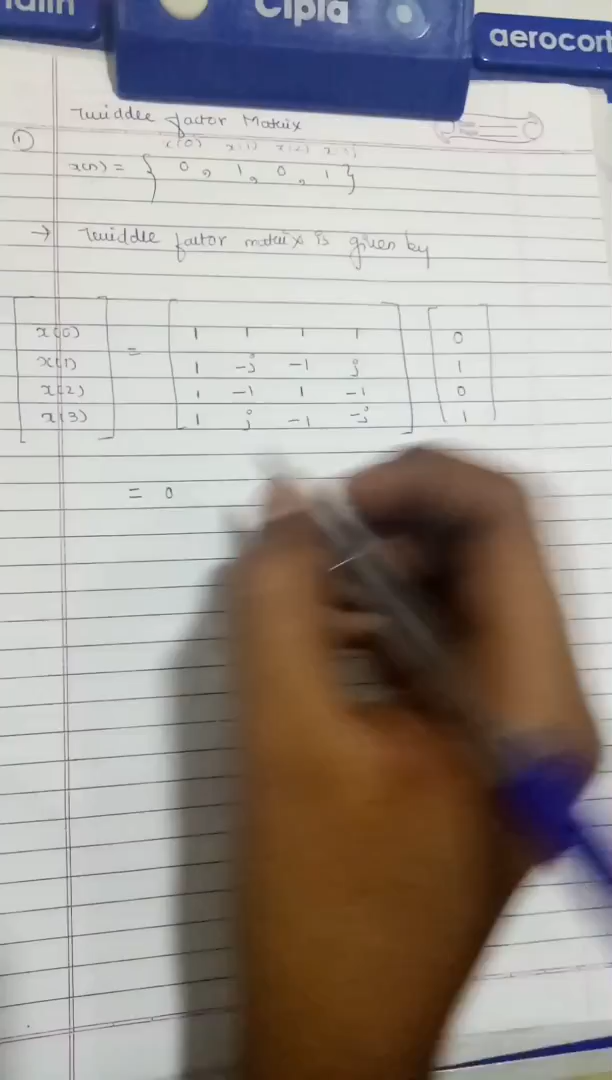 Cipla
aerocort
Twiddle factor Matrix
x(0) x(1) x(2) x(3)
① x(n) = { 0, 1, 0, 1 }
→ Twiddle factor matrix is given by
x(0) = 1 1 1 1 0
x(1) 1 -j -1 j 1
x(2) 1 -1 1 -1 0
x(3) 1 j -1 -j 1
= 0